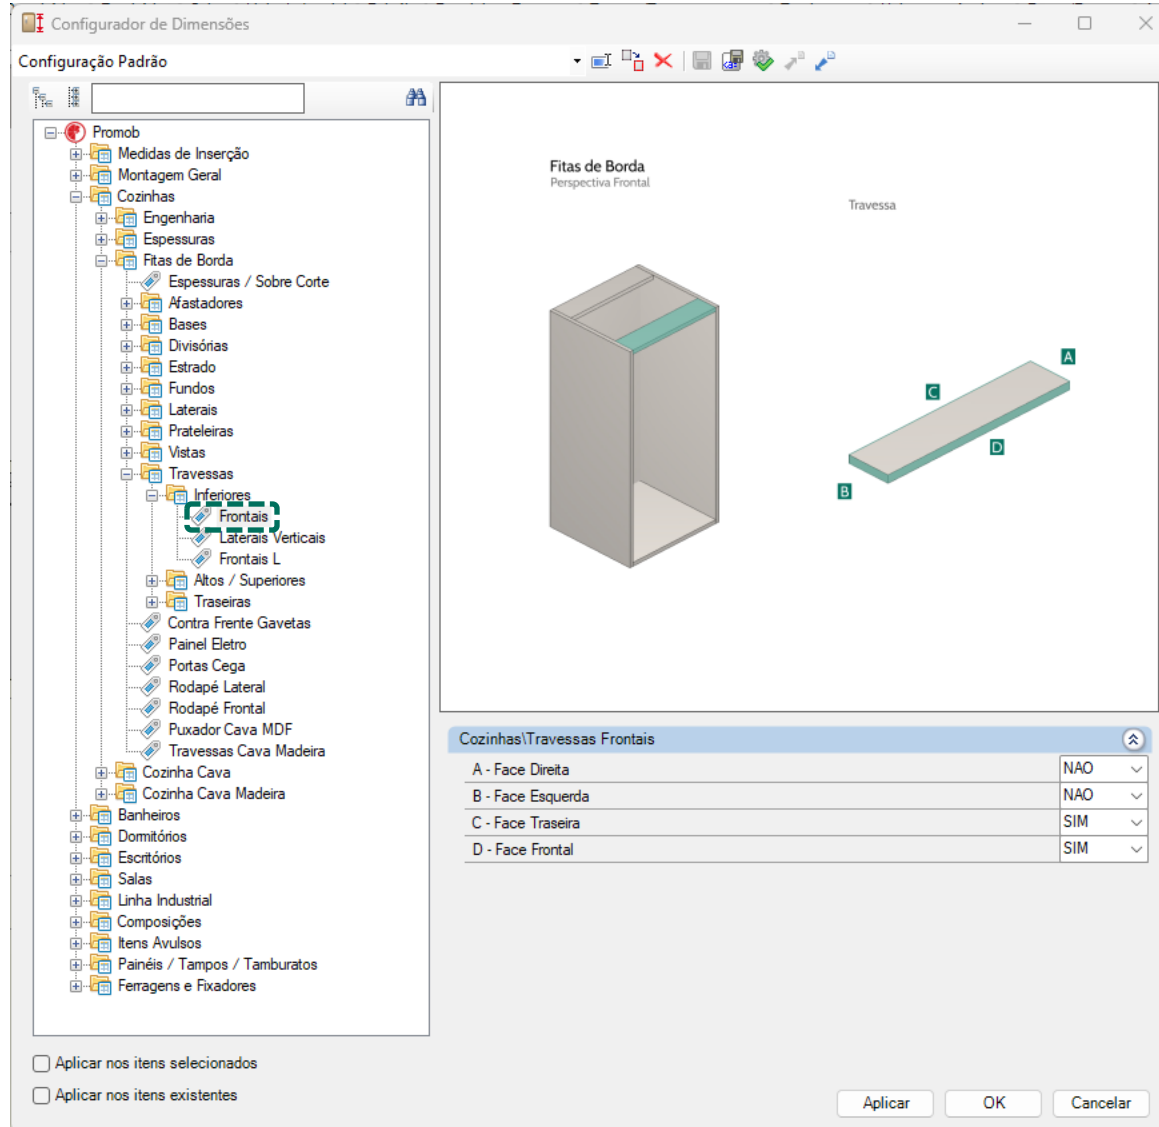 Configurador de Dimensões
Configuração Padrão
Promob
Medidas de Inserção
Montagem Geral
Cozinhas
Engenharia
Espessuras
Fitas de Borda
Espessuras / Sobre Corte
Afastadores
Bases
Divisórias
Estrado
Fundos
Laterais
Prateleiras
Vistas
Travessas
Inferiores
Frontais
Laterais Verticais
Frontais L
Altos / Superiores
Traseiras
Contra Frente Gavetas
Painel Eletro
Portas Cega
Rodapé Lateral
Rodapé Frontal
Puxador Cava MDF
Travessas Cava Madeira
Cozinha Cava
Cozinha Cava Madeira
Banheiros
Dormitórios
Escritórios
Salas
Linha Industrial
Composições
Itens Avulsos
Painéis / Tampos / Tamburatos
Ferragens e Fixadores
Aplicar nos itens selecionados
Aplicar nos itens existentes
Fitas de Borda
Perspectiva Frontal
Travessa
A
C
D
B
Cozinhas\Travessas Frontais
A - Face Direita NAO
B - Face Esquerda NAO
C - Face Traseira SIM
D - Face Frontal SIM
Aplicar OK Cancelar